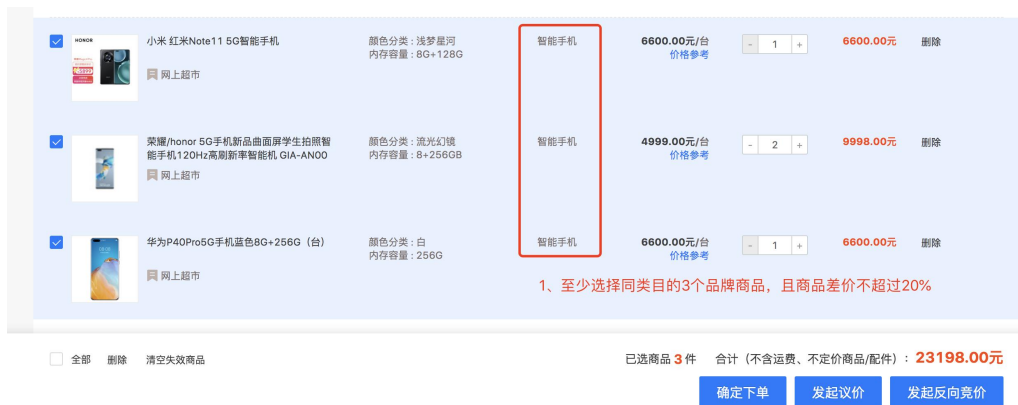 HONOR
小米 红米Note11 5G智能手机
颜色分类 : 浅梦星河
内存容量 : 8G+128G
智能手机
6600.00元/台
价格参考
- 1 +
6600.00元
删除
网上超市
荣耀/honor 5G手机新品曲面屏学生拍照智
能手机120Hz高刷新率智能机 GIA-AN00
颜色分类 : 流光幻镜
内存容量 : 8+256GB
智能手机
4999.00元/台
价格参考
- 2 +
9998.00元
删除
网上超市
华为P40Pro5G手机蓝色8G+256G（台）
颜色分类 : 白
内存容量 : 256G
智能手机
6600.00元/台
价格参考
- 1 +
6600.00元
删除
网上超市
1、至少选择同类目的3个品牌商品，且商品差价不超过20%
全部 删除 清空失效商品
已选商品 3 件 合计（不含运费、不定价商品/配件）: 23198.00元
确定下单 发起议价 发起反向竞价